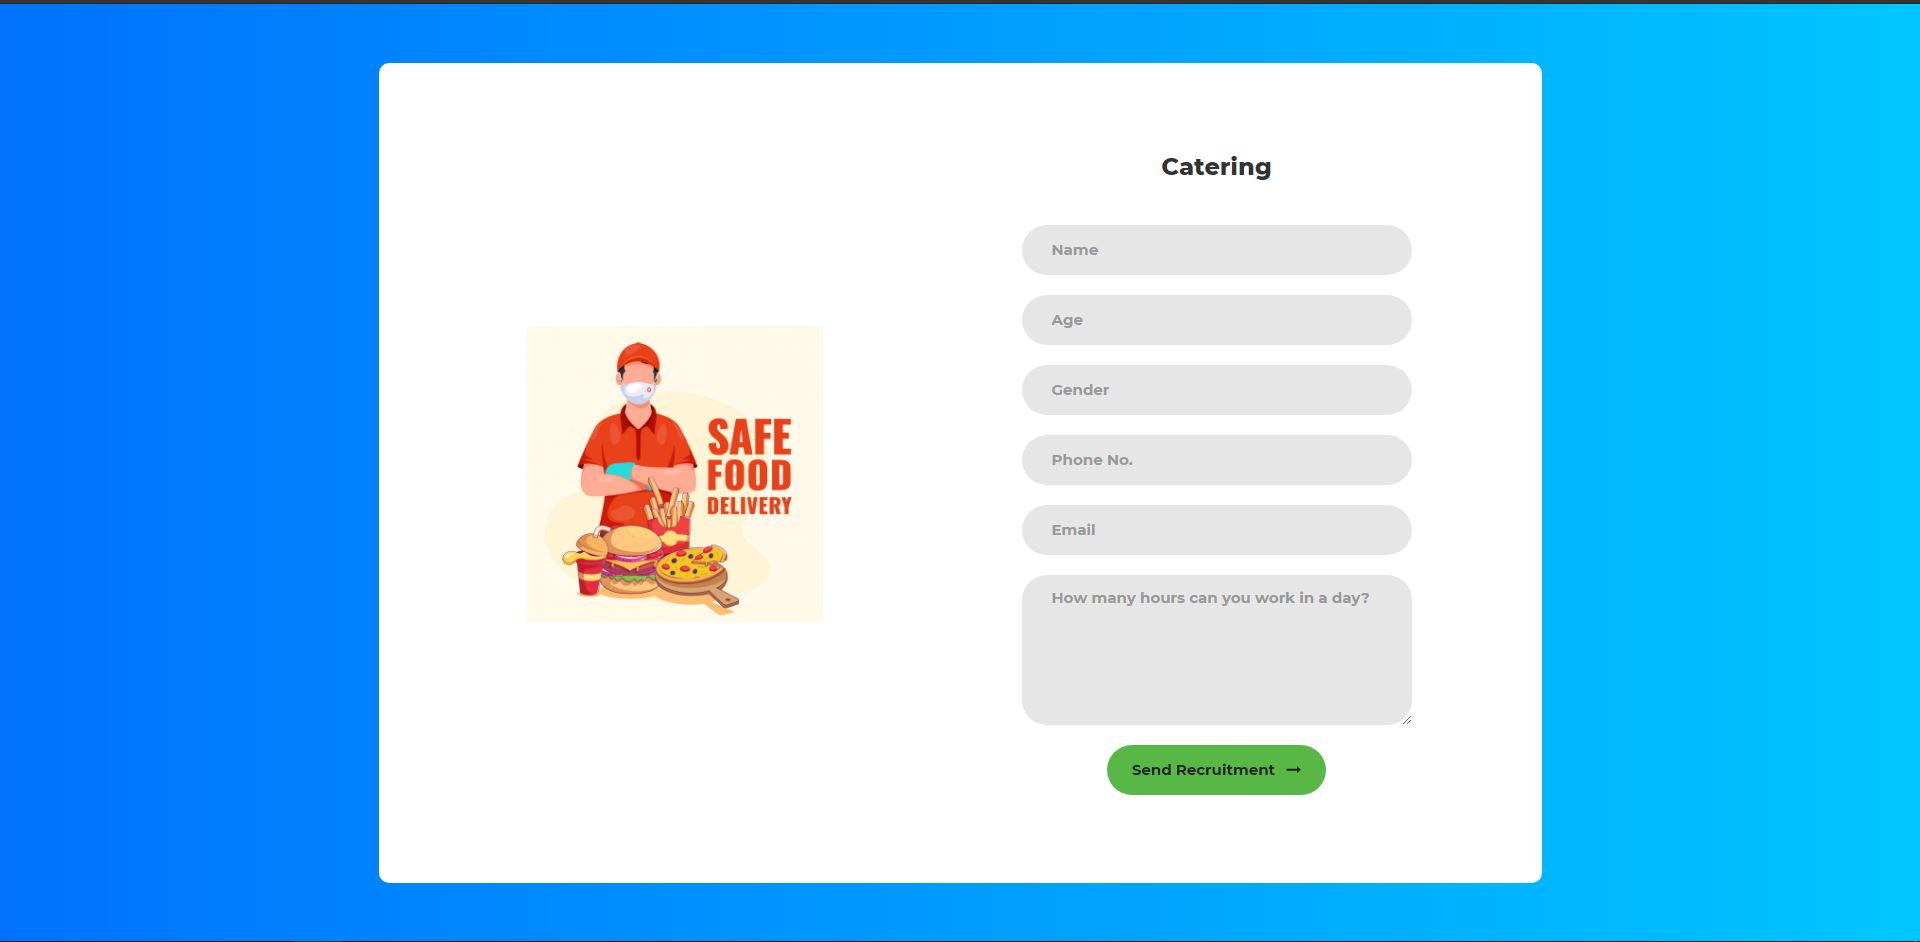 SAFE
FOOD
DELIVERY
Catering
Name
Age
Gender
Phone No.
Email
How many hours can you work in a day?
Send Recruitment